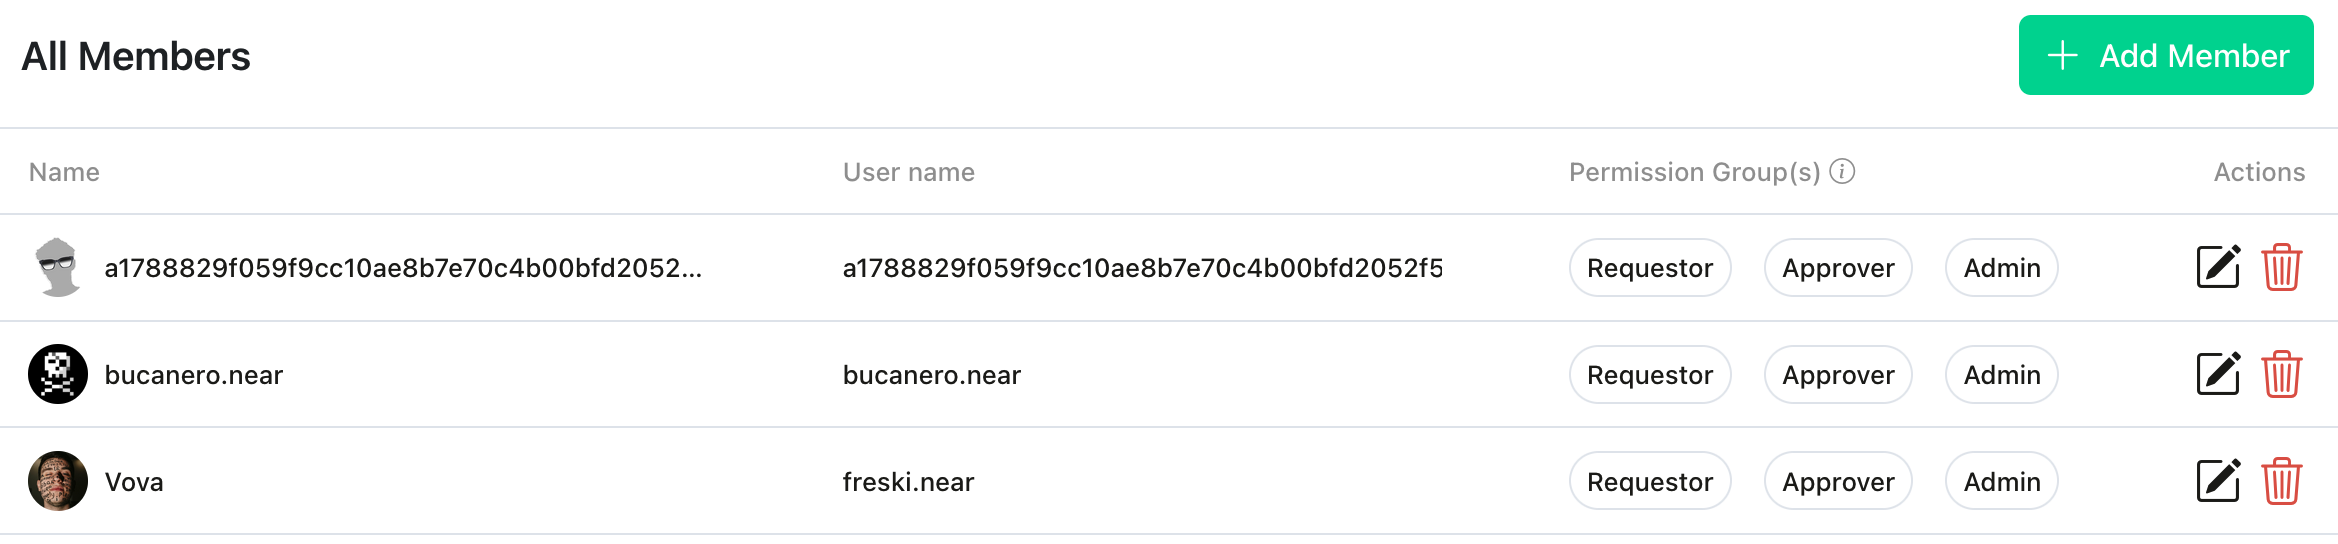 All Members
+ Add Member
Name User name Permission Group(s) Actions
a1788829f059f9cc10ae8b7e70c4b00bfd2052... a1788829f059f9cc10ae8b7e70c4b00bfd2052f5 Requestor Approver Admin
bucanero.near bucanero.near Requestor Approver Admin
Vova freski.near Requestor Approver Admin